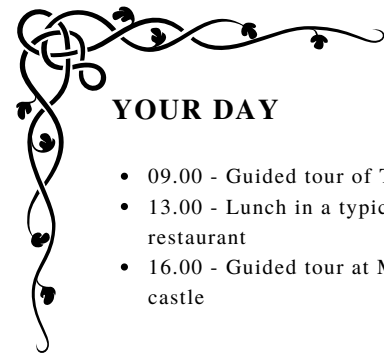 YOUR DAY
• 09.00 - Guided tour of
• 13.00 - Lunch in a
restaurant
• 16.00 - Guided tour at
castle